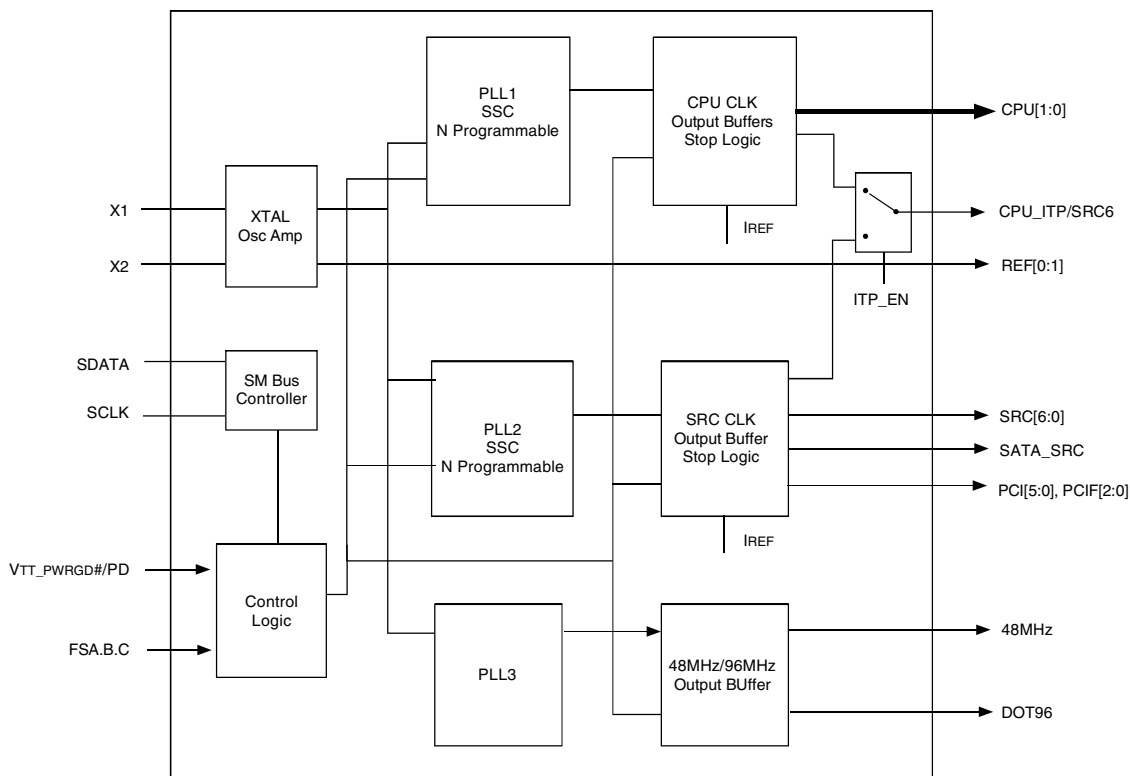 PLL1
SSC
N Programmable
CPU CLK
Output Buffers
Stop Logic
CPU[1:0]
X1
X2
XTAL
Osc Amp
IREF
CPU_ITP/SRC6
REF[0:1]
ITP_EN
SDATA
SCLK
SM Bus
Controller
PLL2
SSC
N Programmable
SRC CLK
Output Buffer
Stop Logic
SRC[6:0]
SATA_SRC
PCI[5:0], PCIF[2:0]
IREF
VTT_PWRGD#/PD
FSA.B.C
Control
Logic
PLL3
48MHz/96MHz
Output BUffer
48MHz
DOT96